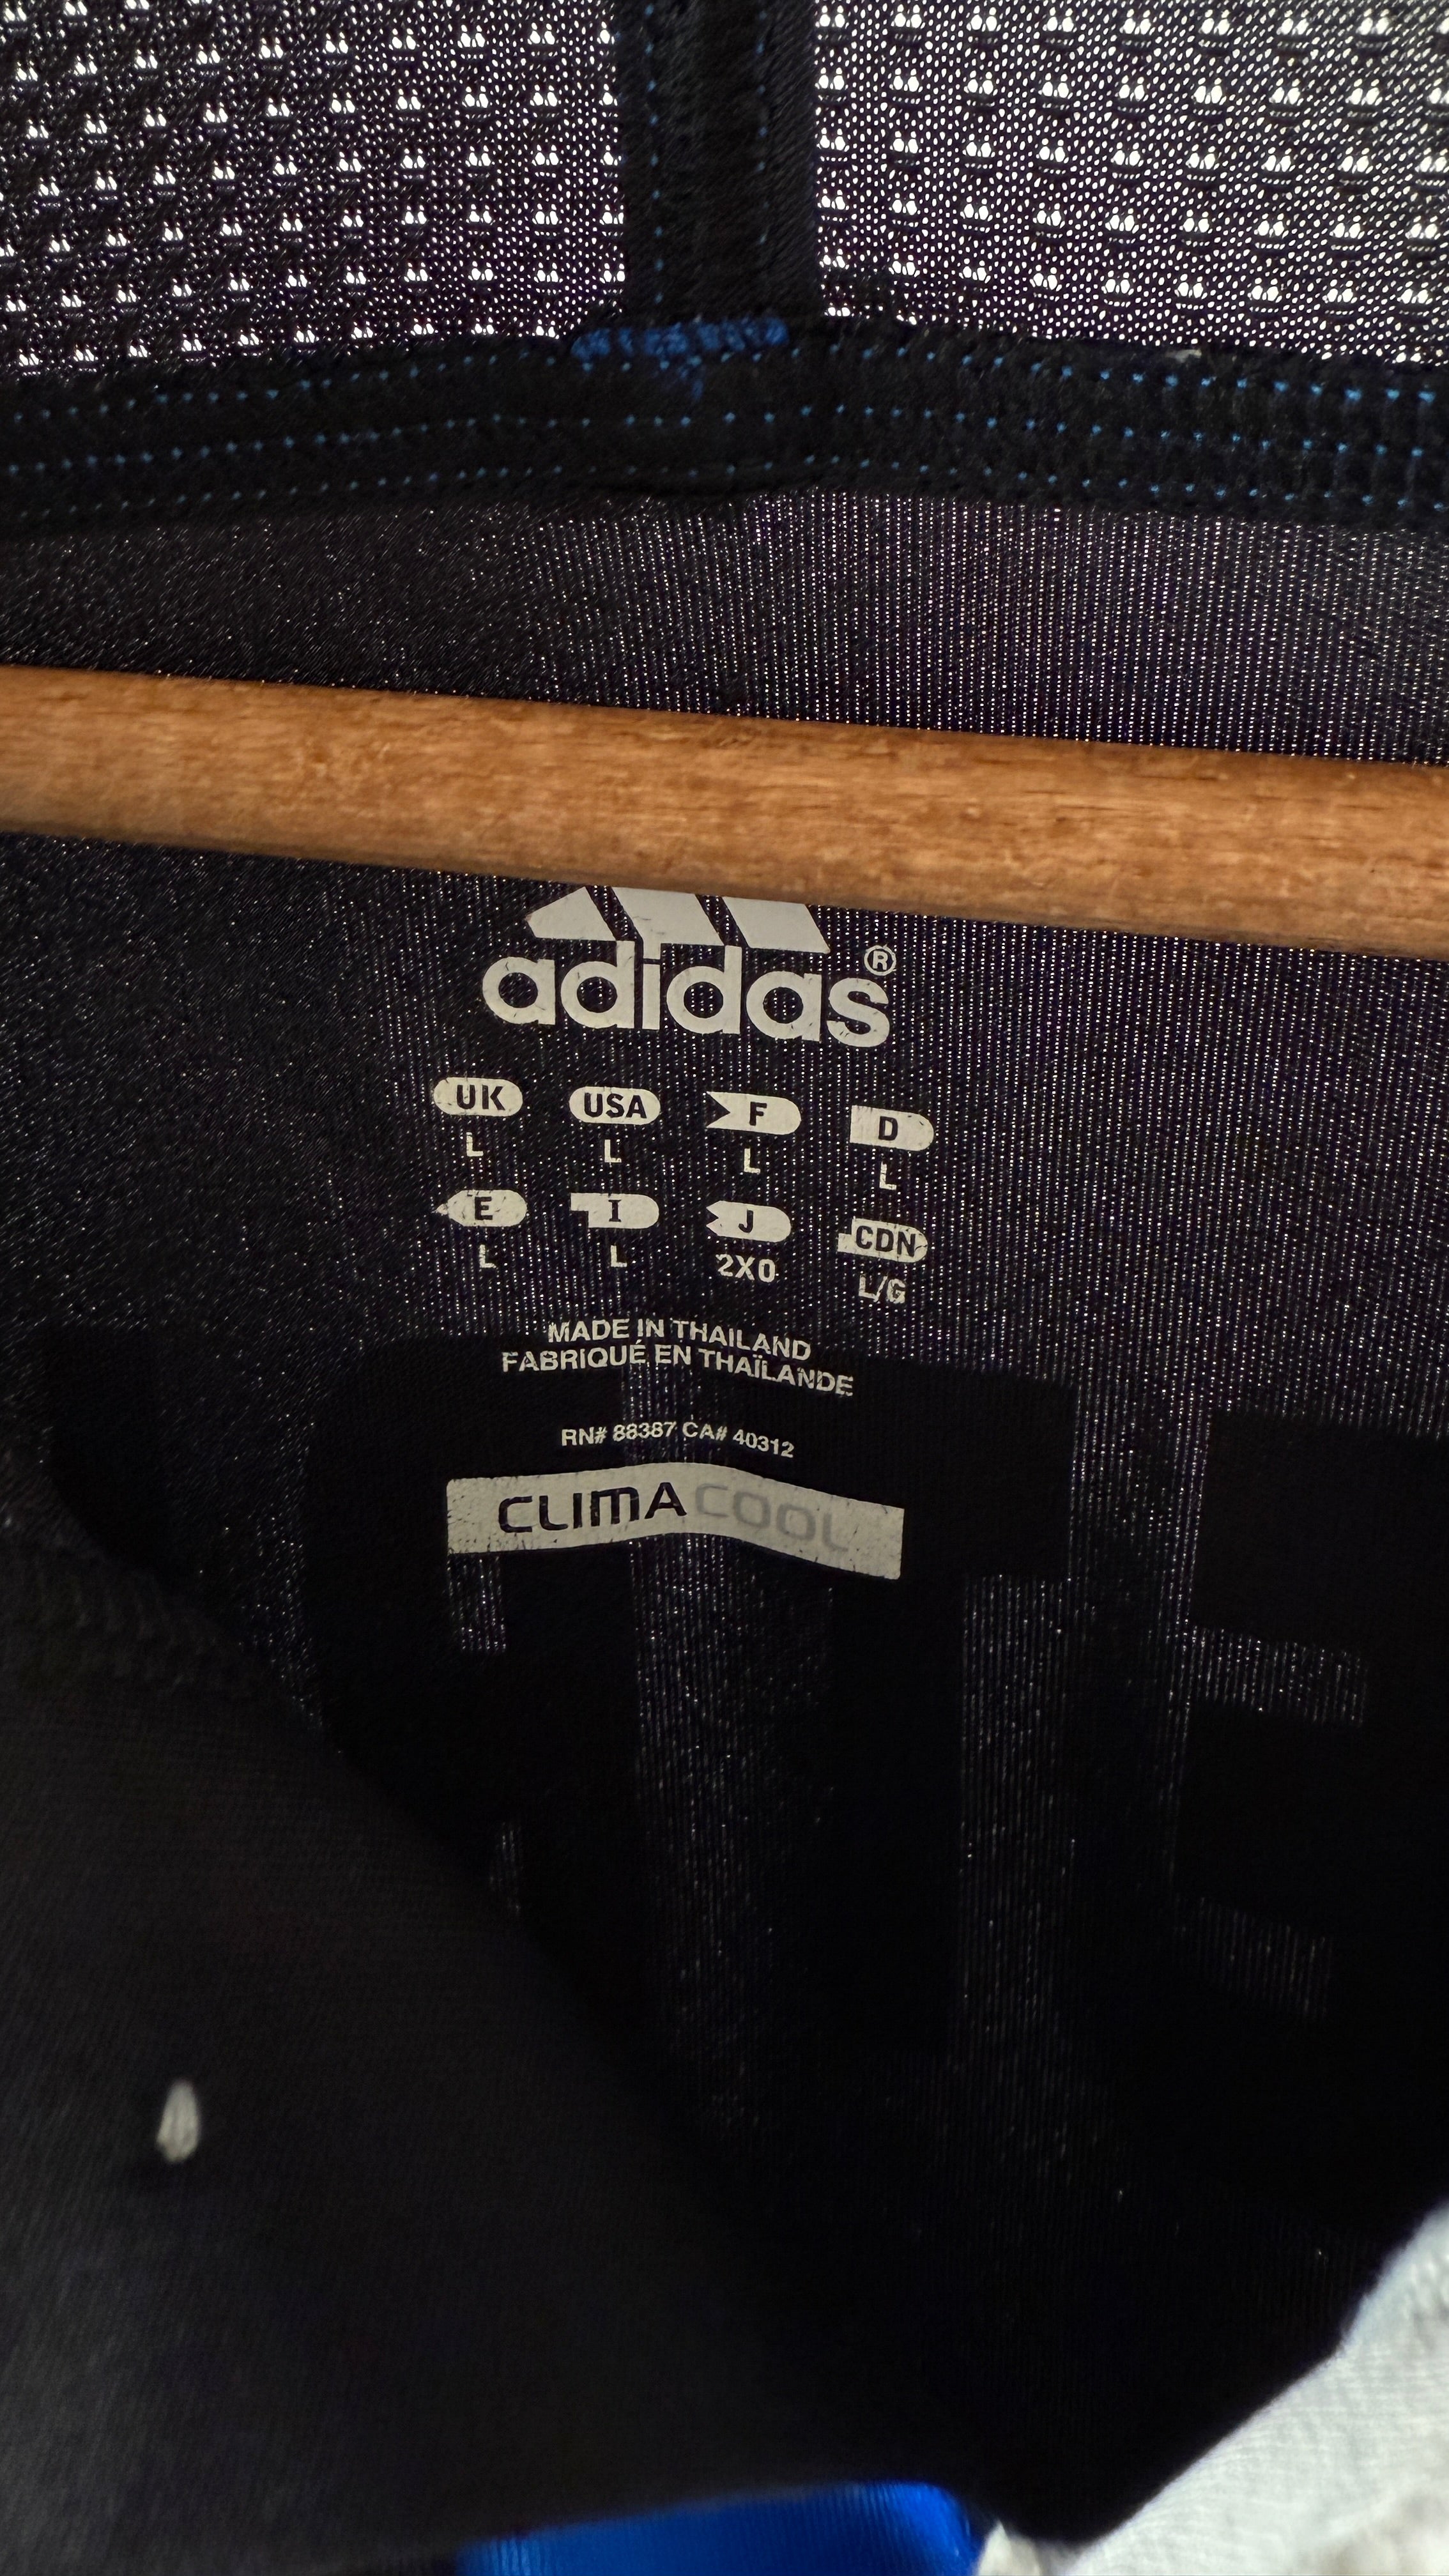 adidas®
UK USA F D
L L L L
E I J CDN
L L 2XO L/G
MADE IN THAILAND
FABRIQUÉ EN THAÏLANDE
RN# 88387 CA# 40312
CLIMACOOL